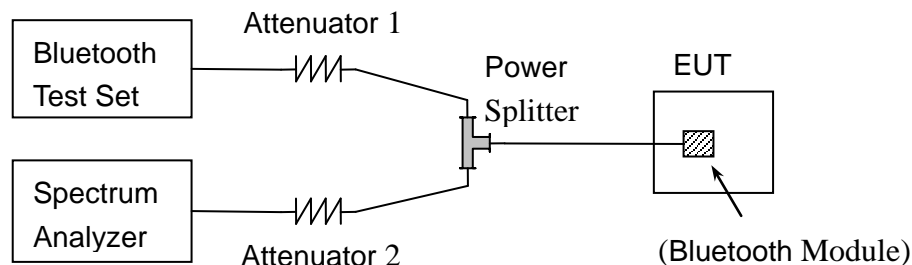 Attenuator 1
Bluetooth
Test Set
Power
Splitter
EUT
Spectrum
Analyzer
Attenuator 2
(Bluetooth Module)